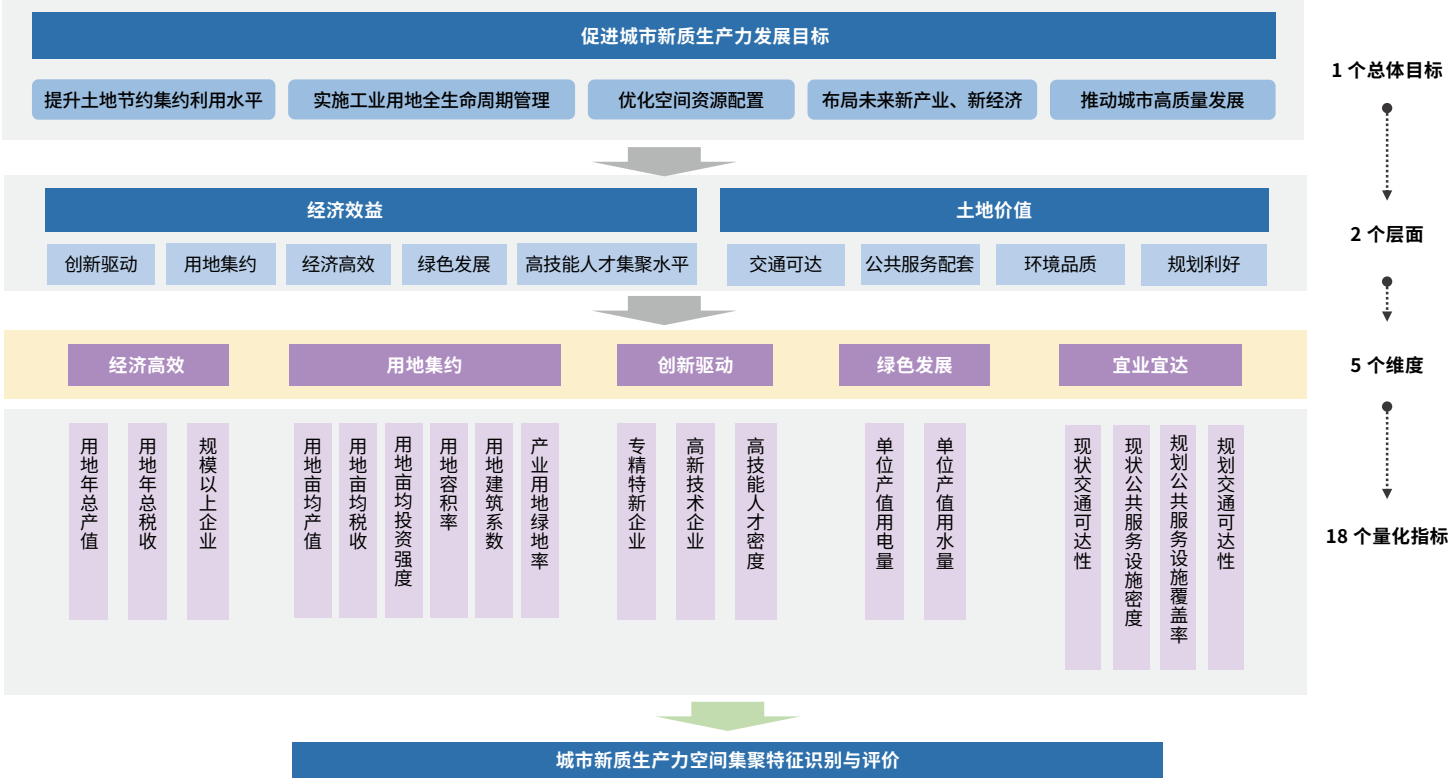 促进城市新质生产力发展目标
提升土地节约集约利用水平
实施工业用地全生命周期管理
优化空间资源配置
布局未来新产业、新经济
推动城市高质量发展
1 个总体目标
经济效益
土地价值
创新驱动
用地集约
经济高效
绿色发展
高技能人才集聚水平
交通可达
公共服务配套
环境品质
规划利好
2 个层面
经济高效
用地集约
创新驱动
绿色发展
宜业宜达
5 个维度
用地年总产值
用地年总税收
规模以上企业
用地亩均产值
用地亩均税收
用地亩均投资强度
用地容积率
用地建筑系数
产业用地绿地率
专精特新企业
高新技术企业
高技能人才密度
单位产值用电量
单位产值用水量
现状交通可达性
现状公共服务设施密度
规划公共服务设施覆盖率
规划交通可达性
18 个量化指标
城市新质生产力空间集聚特征识别与评价